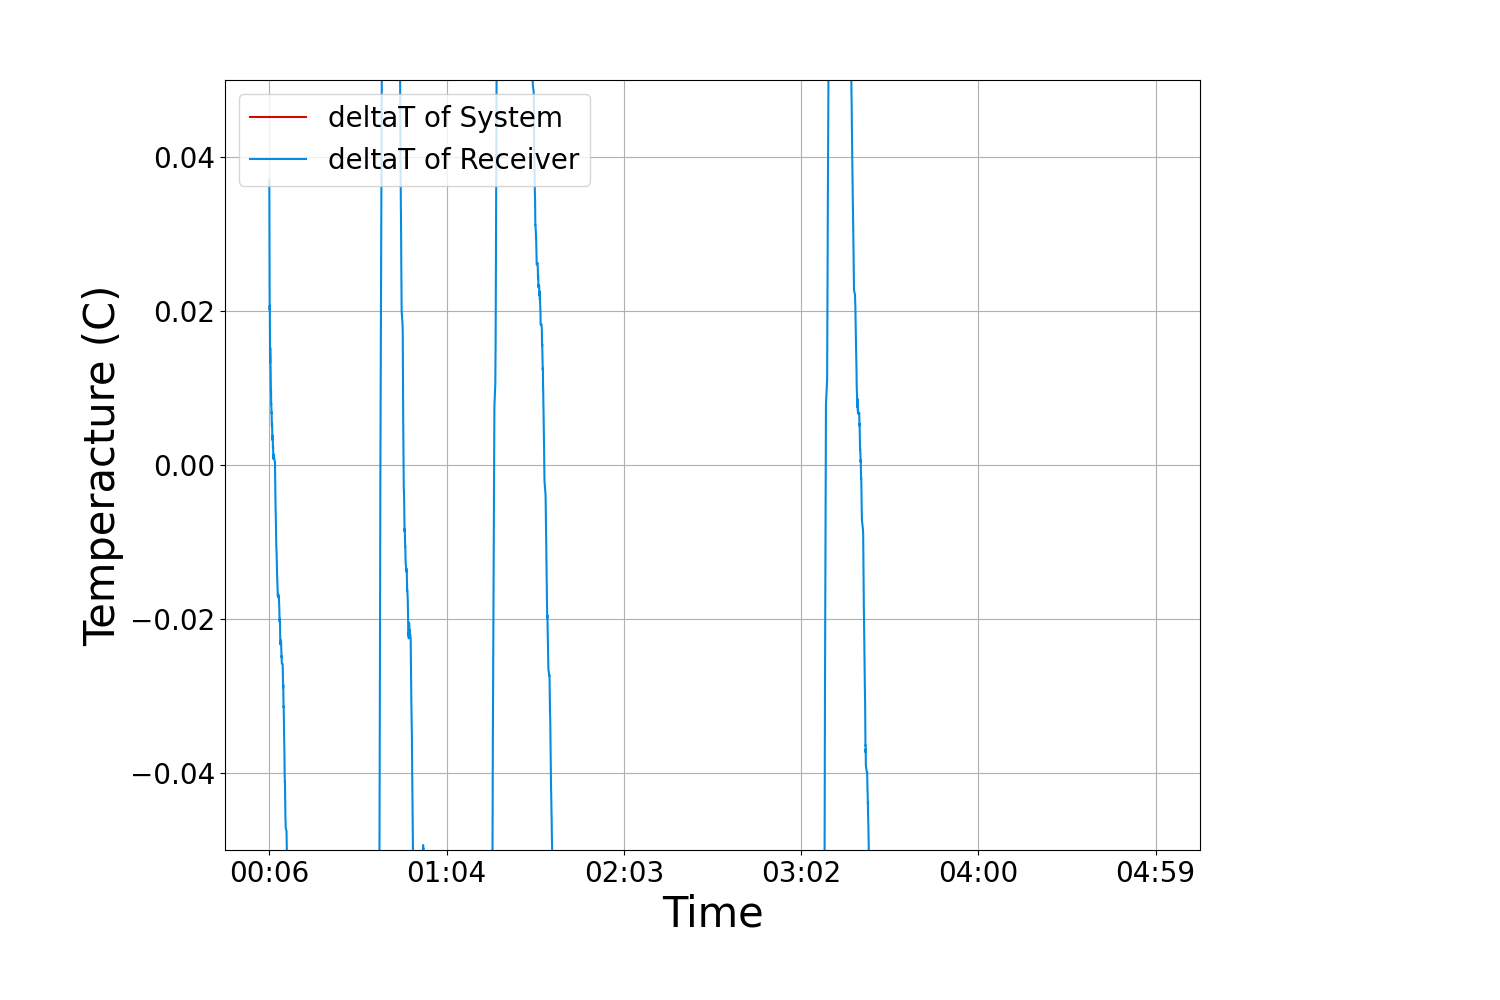 deltaT of System
deltaT of Receiver
0.04
0.02
0.00
−0.02
−0.04
Temperacture (C)
00:06 01:04 02:03 03:02 04:00 04:59
Time